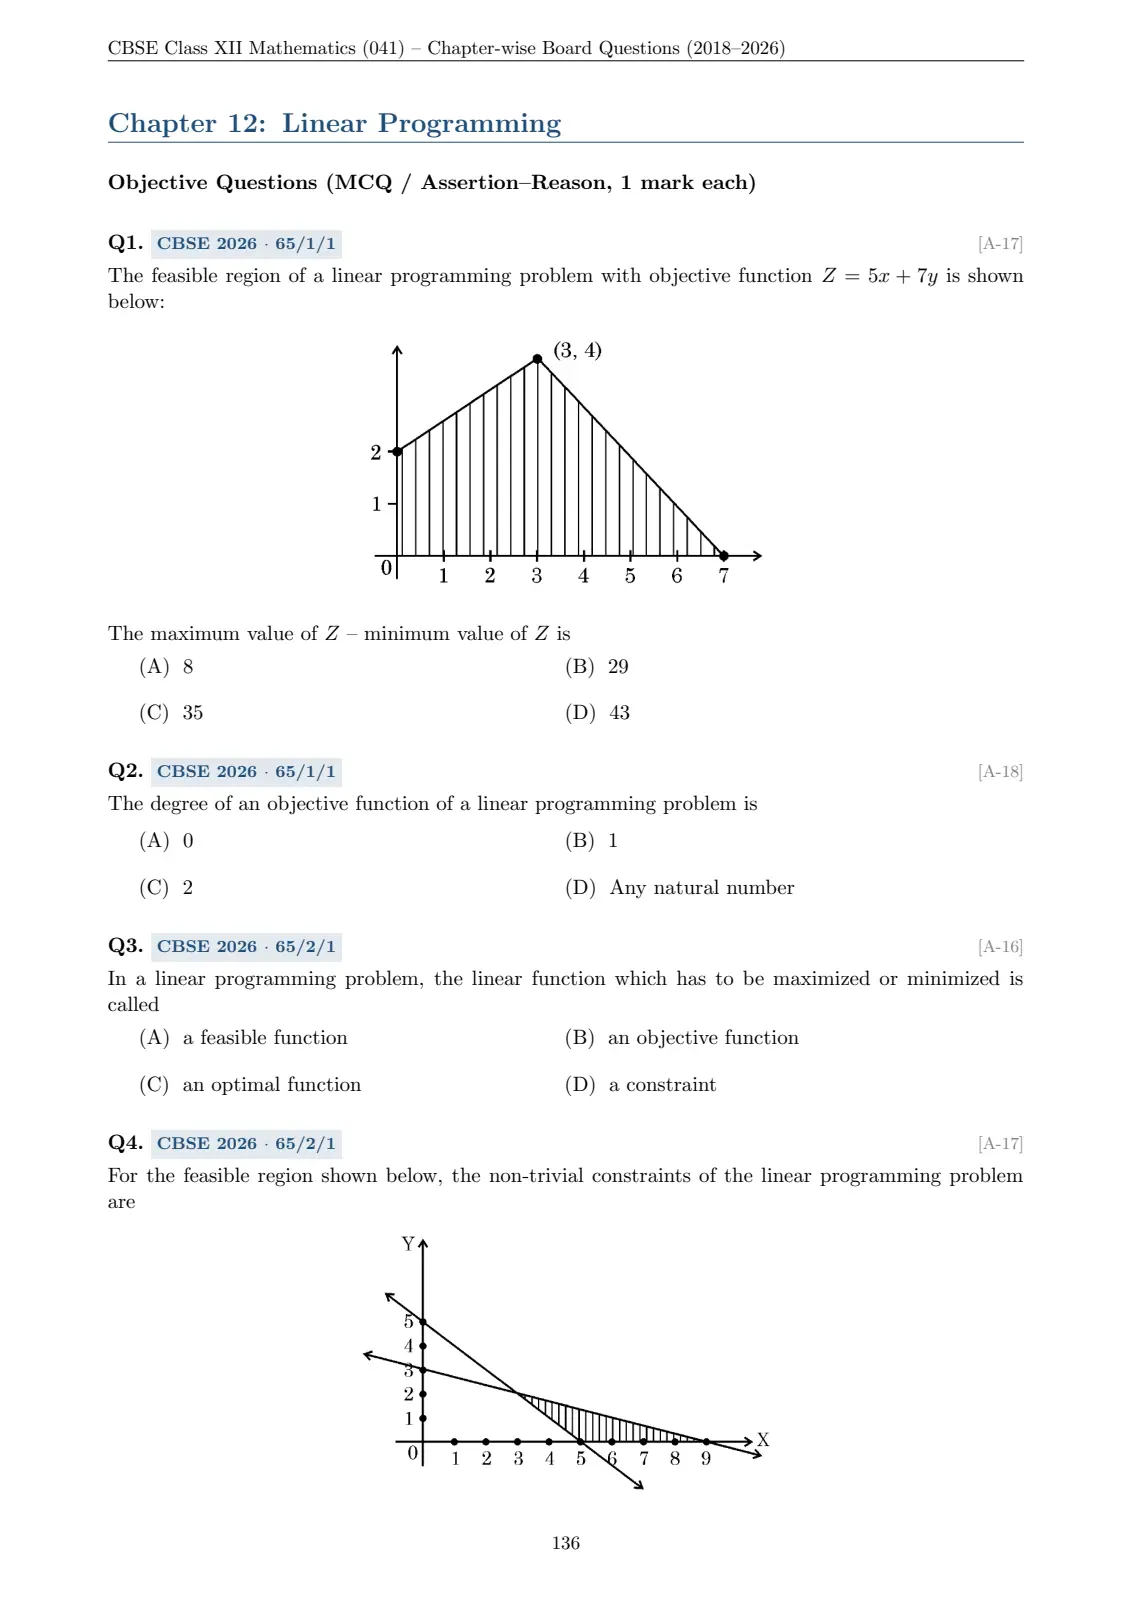 CBSE Class XII Mathematics (041) – Chapter-wise Board Questions (2018–2026)
Chapter 12: Linear Programming
Objective Questions (MCQ / Assertion–Reason, 1 mark each)
Q1. CBSE 2026 · 65/1/1 [A-17]
The feasible region of a linear programming problem with objective function Z = 5x + 7y is shown
below:
(3, 4)
2
1
0 1 2 3 4 5 6 7
The maximum value of Z – minimum value of Z is
(A) 8 (B) 29
(C) 35 (D) 43
Q2. CBSE 2026 · 65/1/1 [A-18]
The degree of an objective function of a linear programming problem is
(A) 0 (B) 1
(C) 2 (D) Any natural number
Q3. CBSE 2026 · 65/2/1 [A-16]
In a linear programming problem, the linear function which has to be maximized or minimized is
called
(A) a feasible function (B) an objective function
(C) an optimal function (D) a constraint
Q4. CBSE 2026 · 65/2/1 [A-17]
For the feasible region shown below, the non-trivial constraints of the linear programming problem
are
Y
5
4
3
2
1
X
0 1 2 3 4 5 6 7 8 9
136